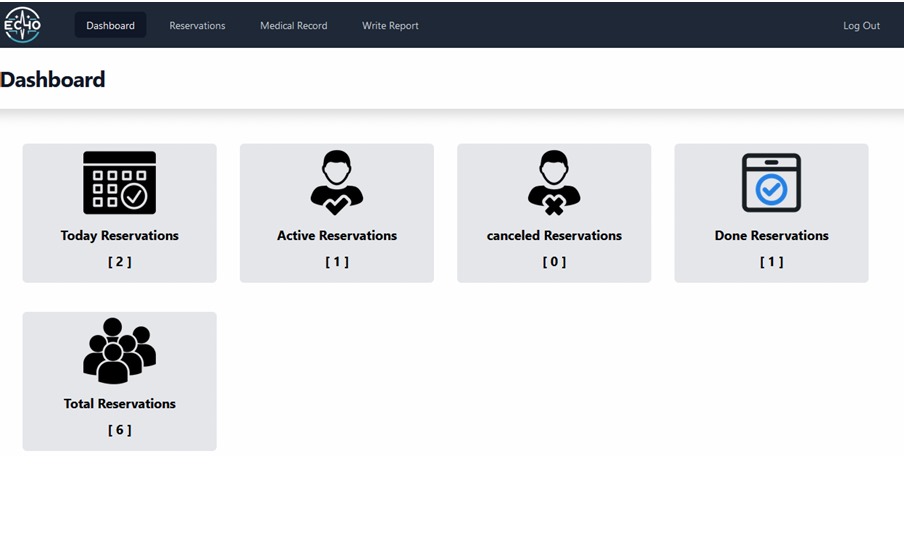 ECHO
Dashboard
Reservations
Medical Record
Write Report
Log Out
Dashboard
Today Reservations
[ 2 ]
Active Reservations
[ 1 ]
canceled Reservations
[ 0 ]
Done Reservations
[ 1 ]
Total Reservations
[ 6 ]